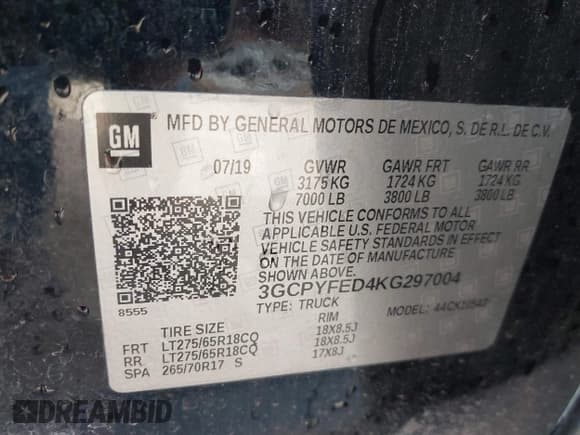 GM
MFD BY GENERAL MOTORS DE MEXICO, S. DE R.L. DE C.V.
07/19 GVWR GAWR FRT GAWR RR
3175 KG 1724 KG 1724 KG
7000 LB 3800 LB 3800 LB
THIS VEHICLE CONFORMS TO ALL
APPLICABLE U.S. FEDERAL MOTOR
VEHICLE SAFETY STANDARDS IN EFFECT
ON THE DATE OF MANUFACTURE
SHOWN ABOVE.
3GCPYFED4KG297004
8555
TYPE: TRUCK MODEL:
TIRE SIZE RIM
FRT LT275/65R18CQ 18X8.5J
RR. LT275/65R18CQ 18X8.5J
SPA 265/70R17 S 17X8J
DREAMBID